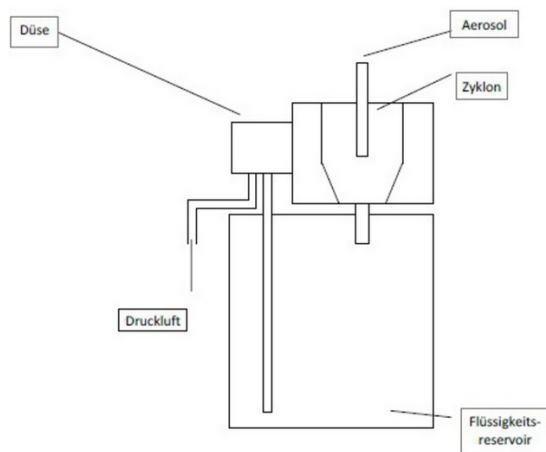 Düse
Aerosol
Zyklon
Druckluft
Flüssigkeits-
reservoir